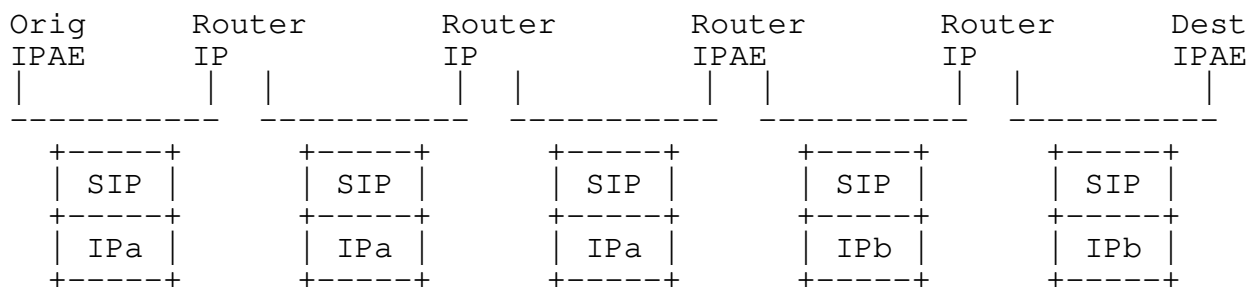 Orig Router Router Router Router Dest
IPAE IP IP IPAE IP IPAE
SIP SIP SIP SIP SIP
IPa IPa IPa IPb IPb